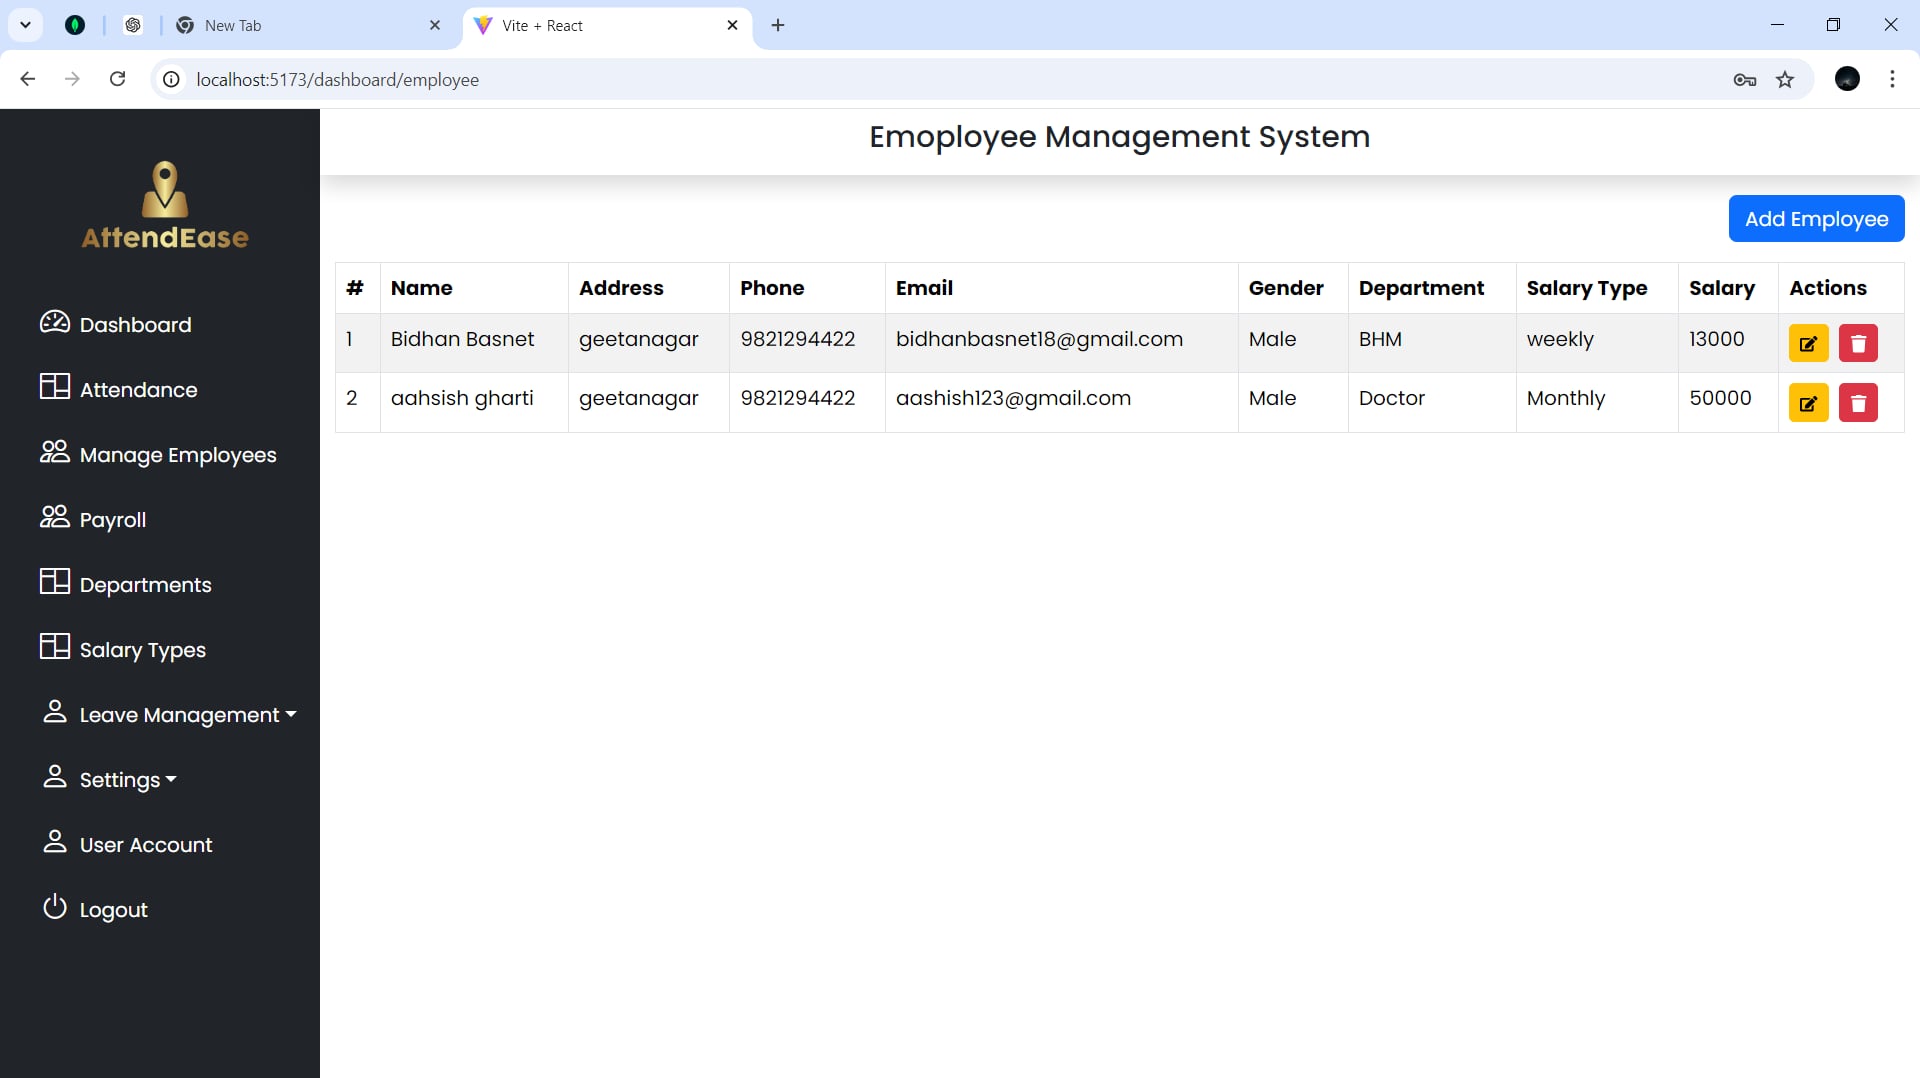 New Tab
Vite + React
localhost:5173/dashboard/employee
AttendEase
Dashboard
Attendance
Manage Employees
Payroll
Departments
Salary Types
Leave Management
Settings
User Account
Logout
Emoployee Management System
Add Employee
# Name Address Phone Email Gender Department Salary Type Salary Actions
1 Bidhan Basnet geetanagar 9821294422 bidhanbasnet18@gmail.com Male BHM weekly 13000
2 aahsish gharti geetanagar 9821294422 aashish123@gmail.com Male Doctor Monthly 50000